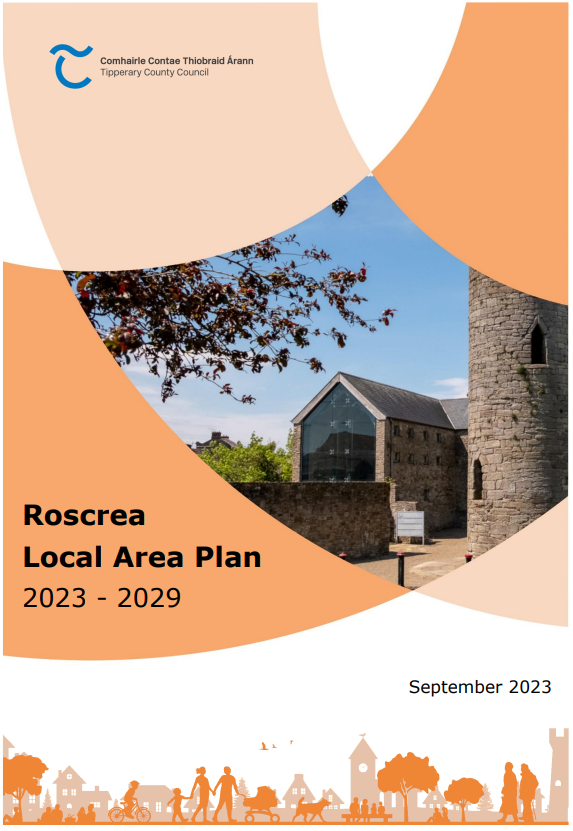 Comhairle Contae Thiobraid Árann
Tipperary County Council
Roscrea
Local Area Plan
2023 - 2029
September 2023